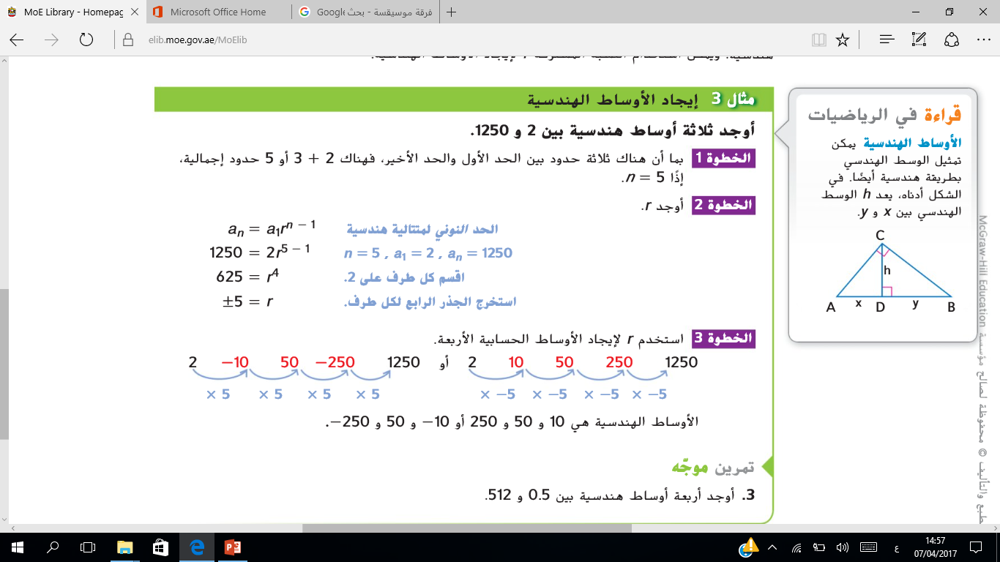 MoE Library - Homepag
Microsoft Office Home
فرقة موسيقسة - بحث Google
elib.moe.gov.ae/MoElib
مثال 3 إيجاد الأوساط الهندسية
أوجد ثلاثة أوساط هندسية بين 2 و 1250.
الخطوة 1 بما أن هناك ثلاثة حدود بين الحد الأول والحد الأخير، فهناك 2 + 3 أو 5 حدود إجمالية،
إذًا n = 5.
الخطوة 2 أوجد r.
aₙ = a₁rⁿ ⁻ ¹ الحد النوني لمتتالية هندسية
1250 = 2r⁵ ⁻ ¹ n = 5 , a₁ = 2 , aₙ = 1250
625 = r⁴ اقسم كل طرف على 2.
±5 = r استخرج الجذر الرابع لكل طرف.
الخطوة 3 استخدم r لإيجاد الأوساط الحسابية الأربعة.
2 −10 50 −250 1250 أو 2 10 50 250 1250
× 5 × 5 × 5 × 5 × −5 × −5 × −5 × −5
الأوساط الهندسية هي 10 و 50 و 250 أو 10− و 50 و 250−.
تمرين موجّه
3. أوجد أربعة أوساط هندسية بين 0.5 و 512.
قراءة في الرياضيات
الأوساط الهندسية يمكن
تمثيل الوسط الهندسي
بطريقة هندسية أيضًا. في
الشكل أدناه، يعد h الوسط
الهندسي بين x و y.
C
h
A x D y B
طبع والتأليف © محفوظة لصالح مؤسسة McGraw-Hill Education
ع
14:57
07/04/2017